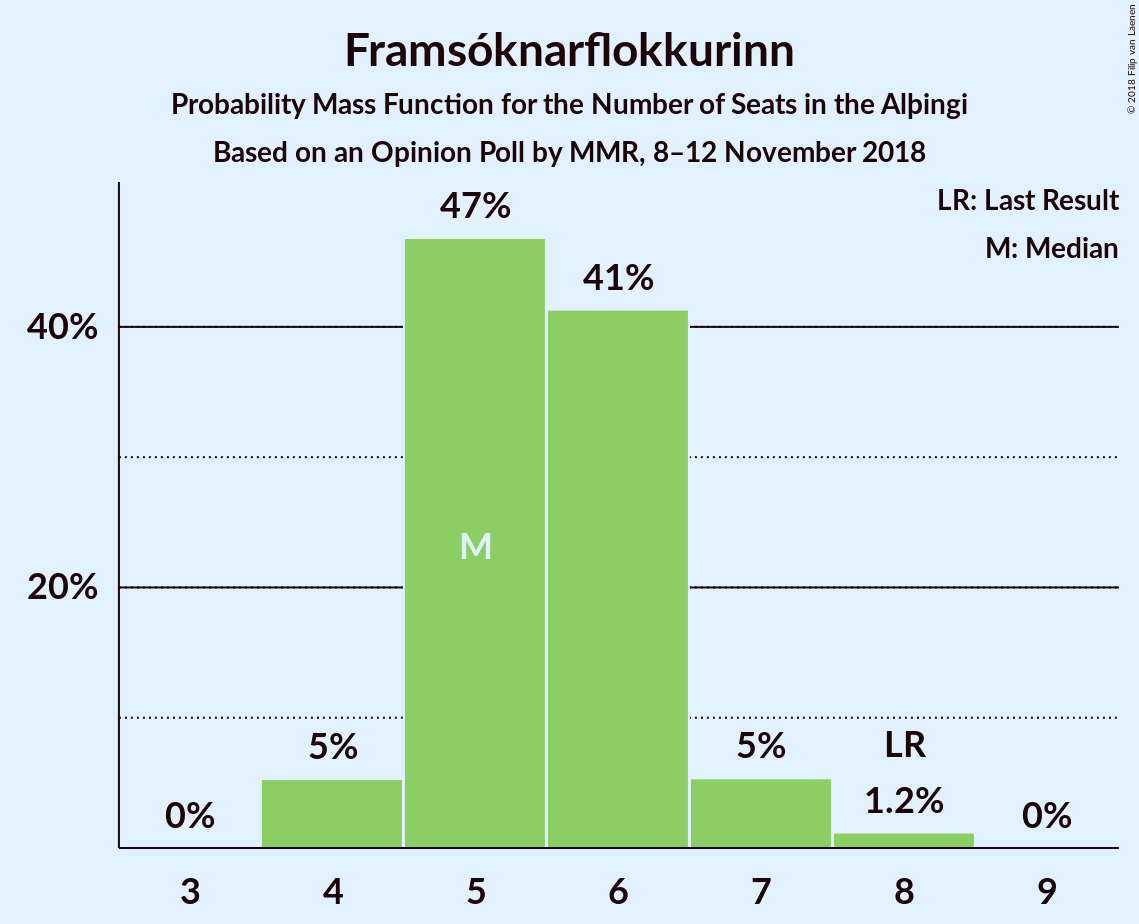 Framsóknarflokkurinn
Probability Mass Function for the Number of Seats in the Alþingi
Based on an Opinion Poll by MMR, 8–12 November 2018
© 2018 Filip van Laenen
LR: Last Result
M: Median
47%
41%
40%
M
20%
5%
5%
LR
0%
1.2%
0%
3 4 5 6 7 8 9